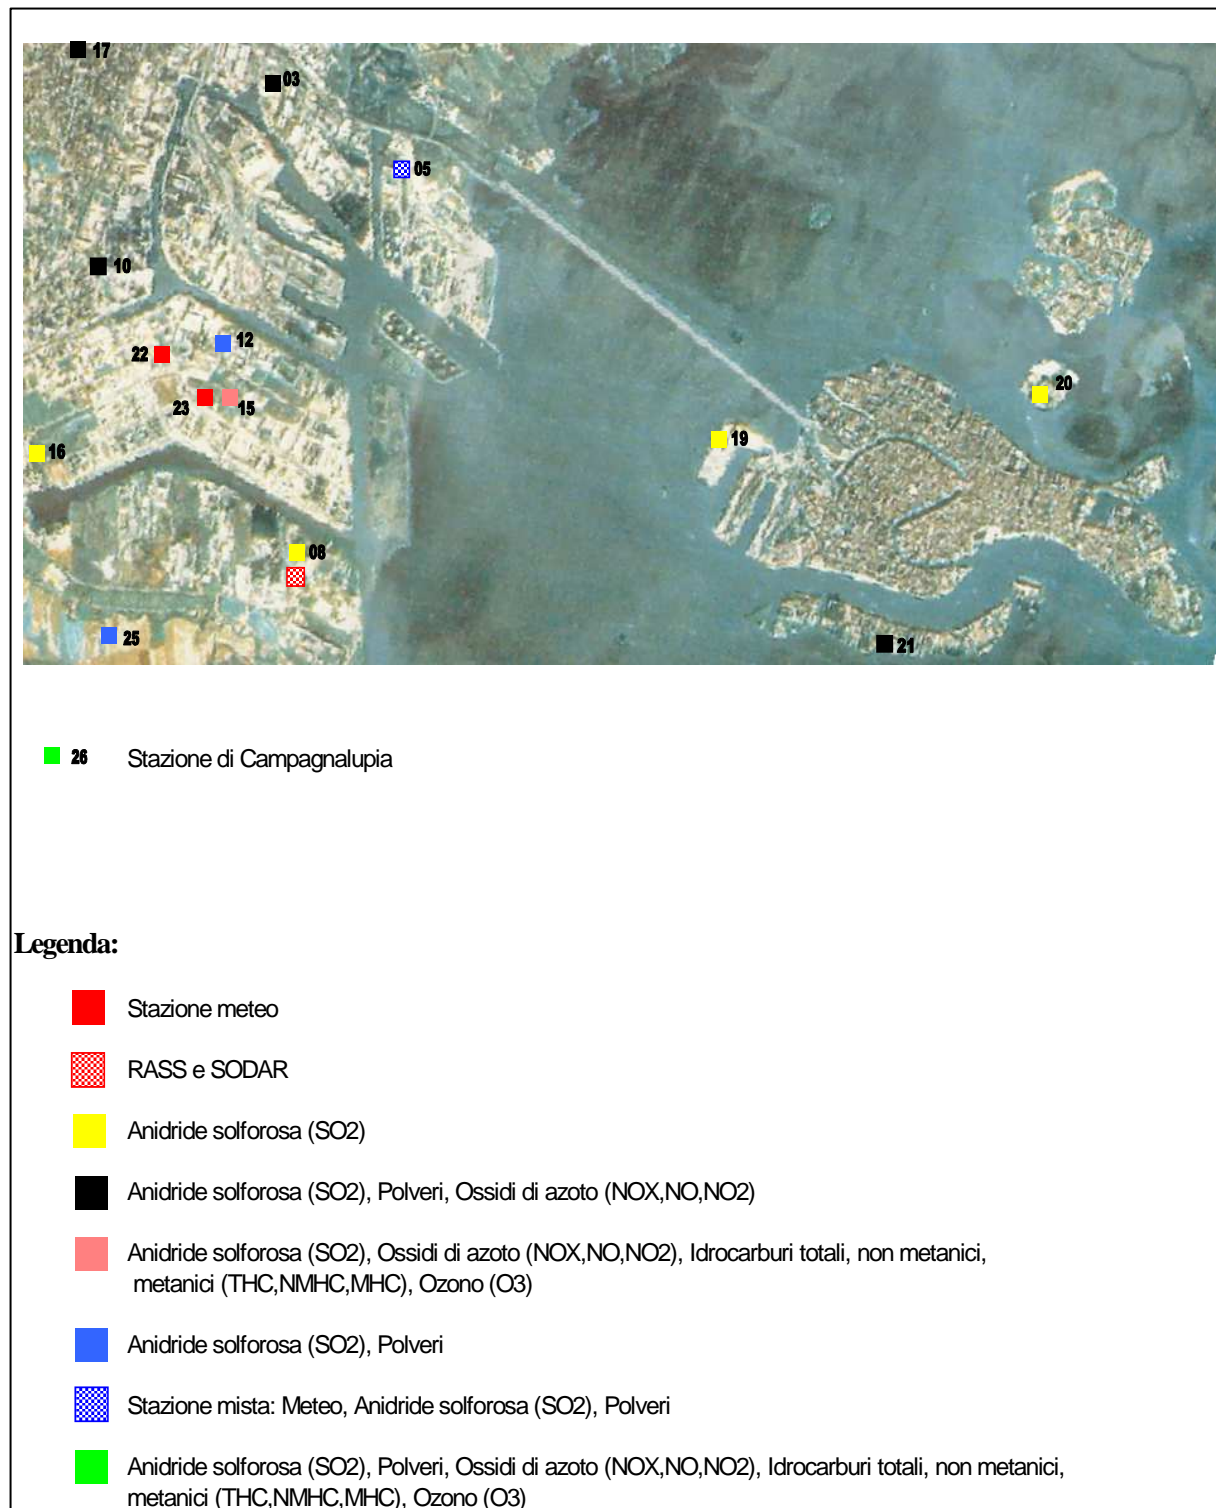 17
03
05
10
12
22
23
15
20
19
16
08
25
21
26 Stazione di Campagnalupia
Legenda:
Stazione meteo
RASS e SODAR
Anidride solforosa (SO2)
Anidride solforosa (SO2), Polveri, Ossidi di azoto (NOX,NO,NO2)
Anidride solforosa (SO2), Ossidi di azoto (NOX,NO,NO2), Idrocarburi totali, non metanici,
metanici (THC,NMHC,MHC), Ozono (O3)
Anidride solforosa (SO2), Polveri
Stazione mista: Meteo, Anidride solforosa (SO2), Polveri
Anidride solforosa (SO2), Polveri, Ossidi di azoto (NOX,NO,NO2), Idrocarburi totali, non metanici,
metanici (THC,NMHC,MHC), Ozono (O3)